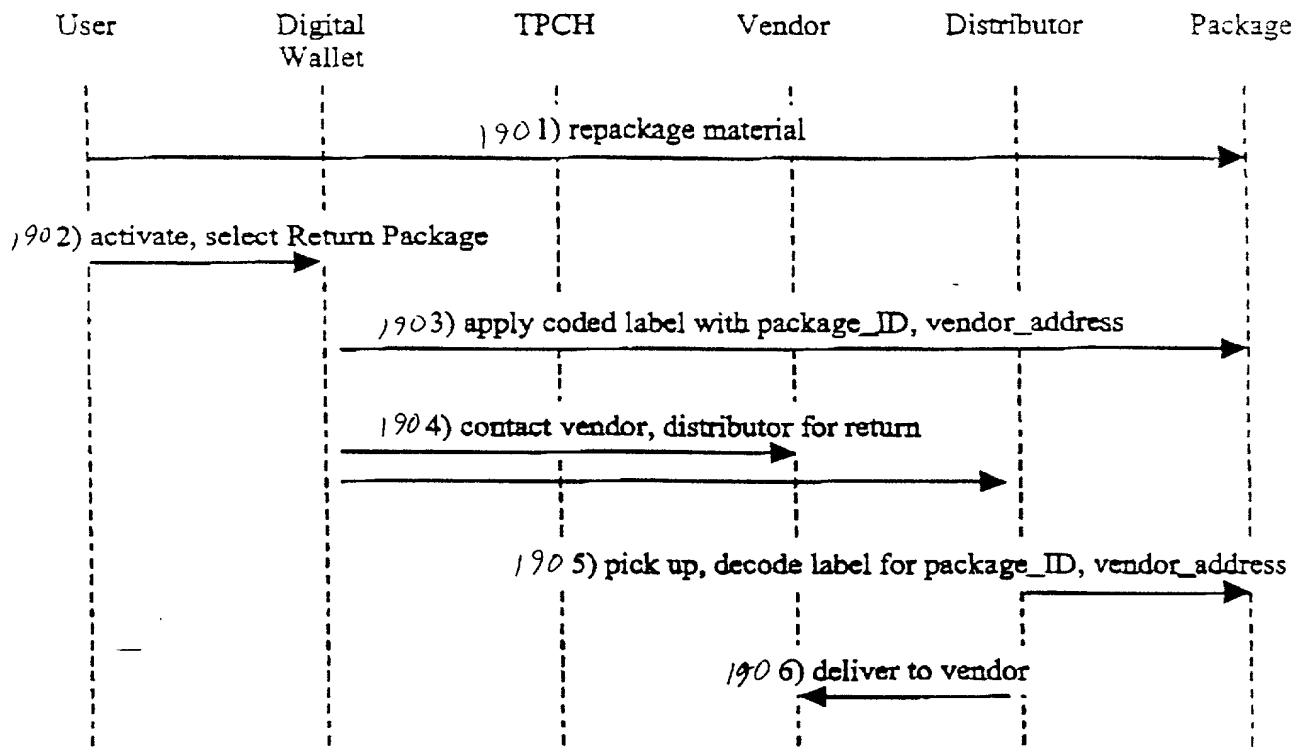 User Digital Wallet TPCH Vendor Distributor Package
1901) repackage material
1902) activate, select Return Package
1903) apply coded label with package_ID, vendor_address
1904) contact vendor, distributor for return
1905) pick up, decode label for package_ID, vendor_address
1906) deliver to vendor